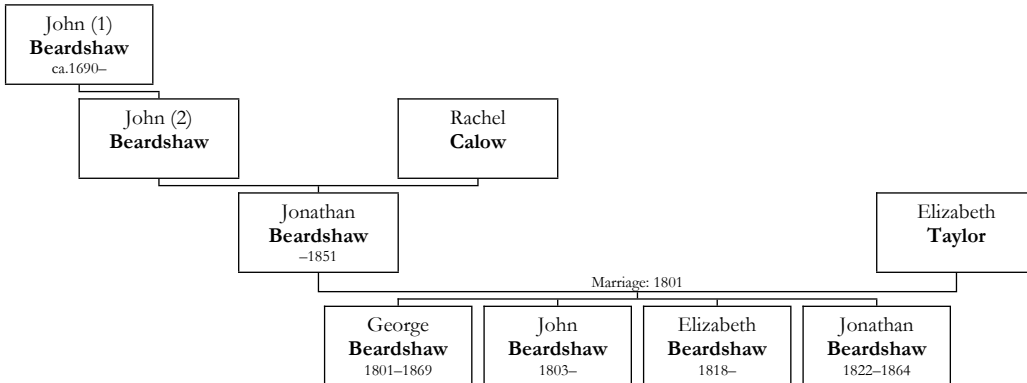 John (1)
Beardshaw
ca.1690–
John (2)
Beardshaw
Rachel
Calow
Jonathan
Beardshaw
–1851
Elizabeth
Taylor
Marriage: 1801
George
Beardshaw
1801–1869
John
Beardshaw
1803–
Elizabeth
Beardshaw
1818–
Jonathan
Beardshaw
1822–1864